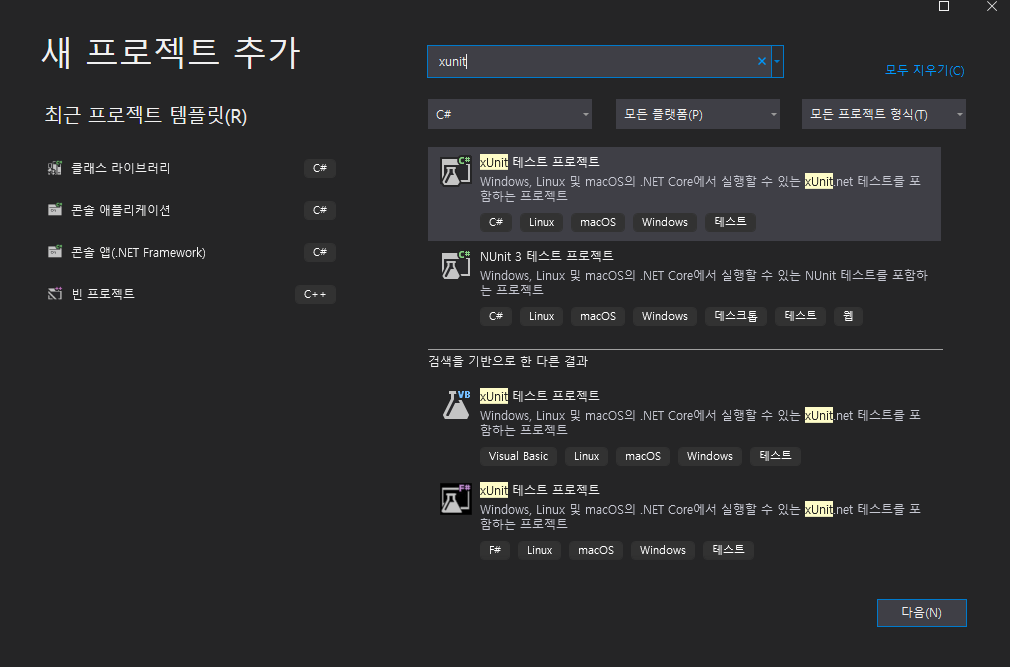 새 프로젝트 추가
xunit
모두 지우기(C)
최근 프로젝트 템플릿(R)
C# 모든 플랫폼(P) 모든 프로젝트 형식(T)
클래스 라이브러리 C#
콘솔 애플리케이션 C#
콘솔 앱(.NET Framework) C#
빈 프로젝트 C++
C#
xUnit 테스트 프로젝트
Windows, Linux 및 macOS의 .NET Core에서 실행할 수 있는 xUnit.net 테스트를 포
함하는 프로젝트
C# Linux macOS Windows 테스트
C#
NUnit 3 테스트 프로젝트
Windows, Linux 및 macOS의 .NET Core에서 실행할 수 있는 NUnit 테스트를 포함하
는 프로젝트
C# Linux macOS Windows 데스크톱 테스트 웹
검색을 기반으로 한 다른 결과
VB
xUnit 테스트 프로젝트
Windows, Linux 및 macOS의 .NET Core에서 실행할 수 있는 xUnit.net 테스트를 포
함하는 프로젝트
Visual Basic Linux macOS Windows 테스트
F#
xUnit 테스트 프로젝트
Windows, Linux 및 macOS의 .NET Core에서 실행할 수 있는 xUnit.net 테스트를 포
함하는 프로젝트
F# Linux macOS Windows 테스트
다음(N)